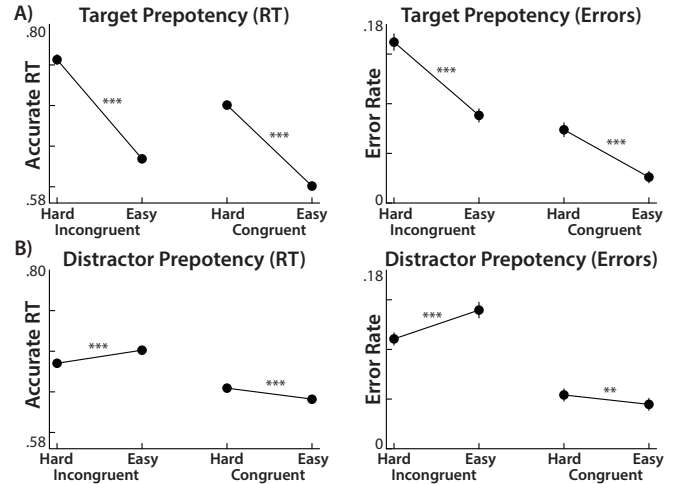 A) Target Prepotency (RT)
.80
Accurate RT
***
***
.58
Hard Easy Hard Easy
Incongruent Congruent
Target Prepotency (Errors)
.18
Error Rate
***
***
0
Hard Easy Hard Easy
Incongruent Congruent
B) Distractor Prepotency (RT)
.80
Accurate RT
***
***
.58
Hard Easy Hard Easy
Incongruent Congruent
Distractor Prepotency (Errors)
.18
Error Rate
***
**
0
Hard Easy Hard Easy
Incongruent Congruent